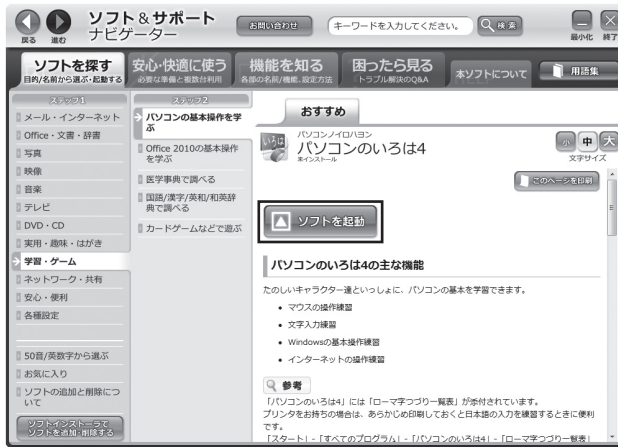 戻る
進む
ソフト&サポート
ナビゲーター
お問い合わせ
キーワードを入力してください。
検索
最小化
終了
ソフトを探す
目的/名前から選ぶ・起動する
安心・快適に使う
必要な準備と複数台利用
機能を知る
各部の名前/機能、設定方法
困ったら見る
トラブル解決のQ&A
本ソフトについて
用語集
ステップ1
メール・インターネット
Office・文書・辞書
写真
映像
音楽
テレビ
DVD・CD
実用・趣味・はがき
学習・ゲーム
ネットワーク・共有
安心・便利
各種設定
50音/英数字から選ぶ
お気に入り
ソフトの追加と削除につ
いて
ソフトインストーラで
ソフトを追加・削除する
ステップ2
パソコンの基本操作を学
ぶ
Office 2010の基本操作
を学ぶ
医学事典で調べる
国語/漢字/英和/和英辞
典で調べる
カードゲームなどで遊ぶ
おすすめ
いろは
パソコンノイロハヨン
パソコンのいろは4
未インストール
小
中
大
文字サイズ
このページを印刷
ソフトを起動
パソコンのいろは4の主な機能
たのしいキャラクター達といっしょに、パソコンの基本を学習できます。
• マウスの操作練習
• 文字入力練習
• Windowsの基本操作練習
• インターネットの操作練習
参考
「パソコンのいろは4」には「ローマ字つづり一覧表」が添付されています。
プリンタをお持ちの場合は、あらかじめ印刷しておくと日本語の入力を練習するときに便利
です。
「スタート」-「すべてのプログラム」-「パソコンのいろは4」-「ローマ字つづり一覧表」